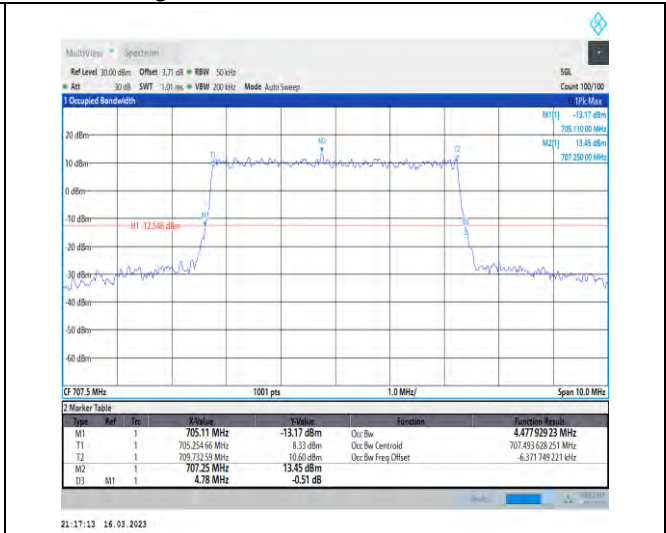 MultiView Spectrum
Ref Level 30.00 dBm Offset 3.71 dB RBW 50 kHz SGL
Att 30 dB SWT 1.01 ms VBW 200 kHz Mode Auto Sweep Count 100/100
1 Occupied Bandwidth 1Pk Max
M1[1] -13.17 dBm
705.110 00 MHz
M2[1] 13.45 dBm
707.250 00 MHz
20 dBm
M2
T1 T2
10 dBm
0 dBm
-10 dBm
M1
H1 -12.546 dBm
-20 dBm
-30 dBm
-40 dBm
-50 dBm
-60 dBm
CF 707.5 MHz 1001 pts 1.0 MHz/ Span 10.0 MHz
2 Marker Table
Type Ref Trc X-Value Y-Value Function Function Result
M1 1 705.11 MHz -13.17 dBm Occ Bw 4.477 929 23 MHz
T1 1 705.254 66 MHz 8.33 dBm Occ Bw Centroid 707.493 628 251 MHz
T2 1 709.732 59 MHz 10.60 dBm Occ Bw Freq Offset -6.371 749 221 kHz
M2 1 707.25 MHz 13.45 dBm
D3 M1 1 4.78 MHz -0.51 dB
21:17:13 16.03.2023